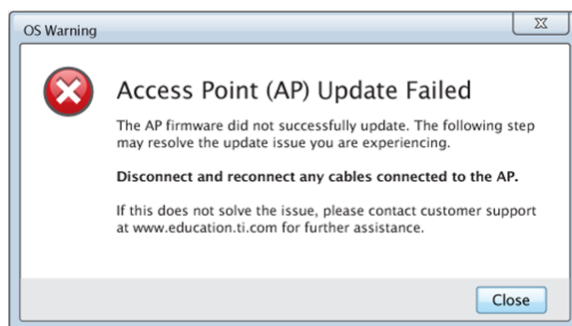 OS Warning
Access Point (AP) Update Failed
The AP firmware did not successfully update. The following step
may resolve the update issue you are experiencing.
Disconnect and reconnect any cables connected to the AP.
If this does not solve the issue, please contact customer support
at www.education.ti.com for further assistance.
Close